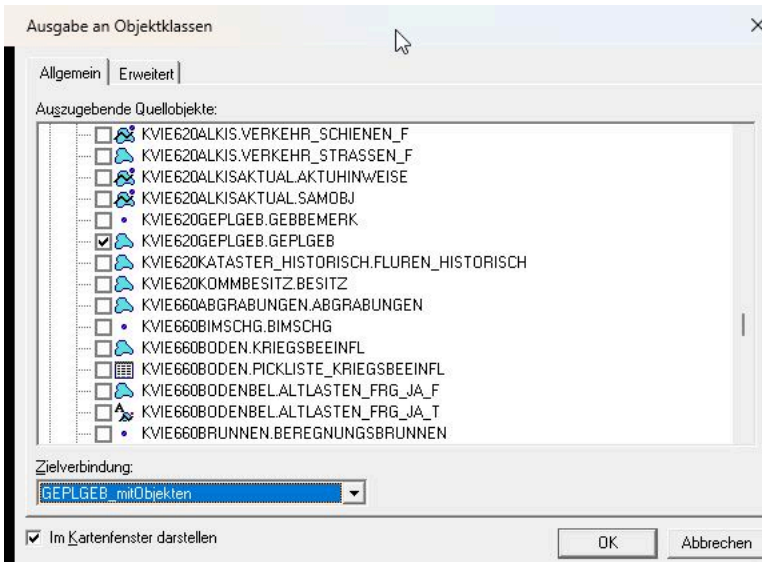 Ausgabe an Objektklassen
Allgemein
Erweitert
Auszugebende Quellobjekte:
KVIE620ALKIS.VERKEHR_SCHIENEN_F
KVIE620ALKIS.VERKEHR_STRASSEN_F
KVIE620ALKISAKTUAL.AKTUHINWEISE
KVIE620ALKISAKTUAL.SAMOBJ
KVIE620GEPLGEB.GEBBEMERK
KVIE620GEPLGEB.GEPLGEB
KVIE620KATASTER_HISTORISCH.FLUREN_HISTORISCH
KVIE620KOMMBESITZ.BESITZ
KVIE660ABGRABUNGEN.ABGRABUNGEN
KVIE660BIMSCHG.BIMSCHG
KVIE660BODEN.KRIEGSBEEINFL
KVIE660BODEN.PICKLISTE_KRIEGSBEEINFL
KVIE660BODENBEL.ALTLASTEN_FRG_JA_F
KVIE660BODENBEL.ALTLASTEN_FRG_JA_T
KVIE660BRUNNEN.BEREGNUNGSBRUNNEN
Zielverbindung:
GEPLGEB_mitObjekten
Im Kartenfenster darstellen
OK
Abbrechen